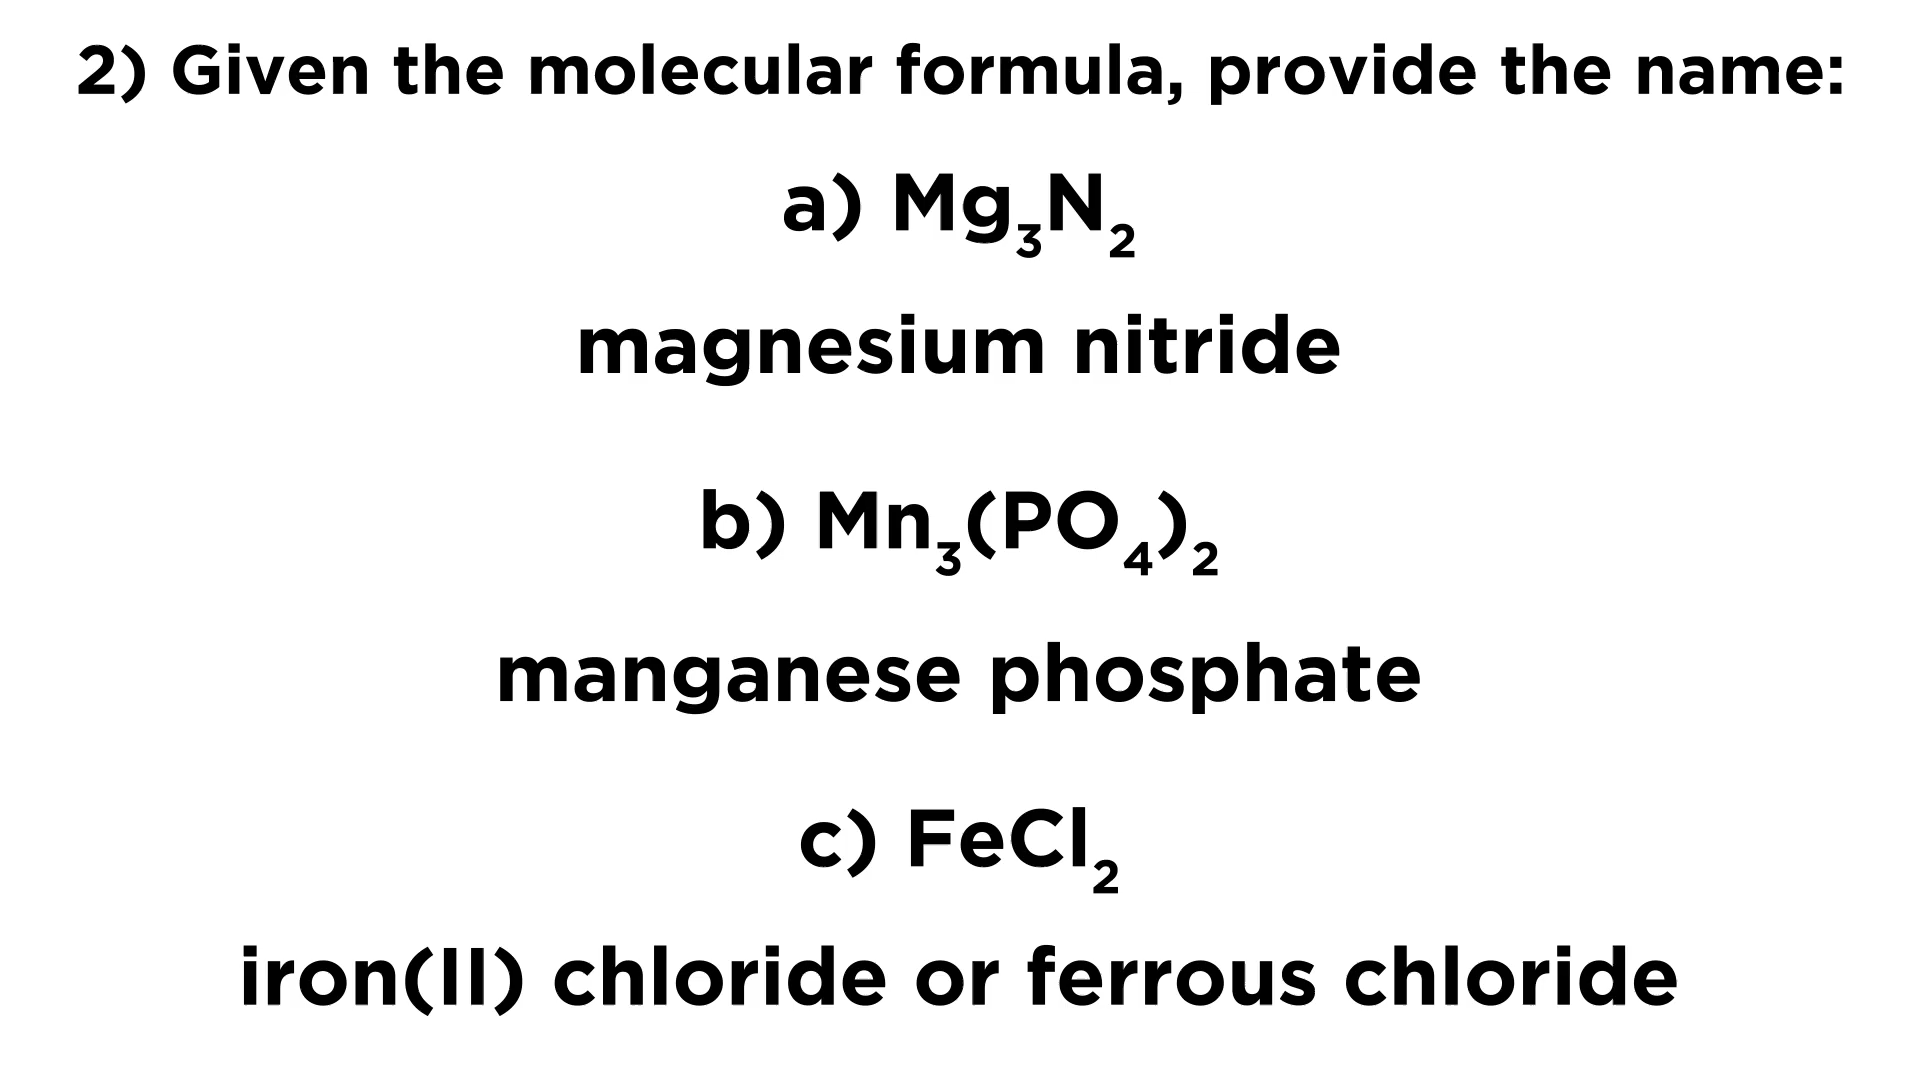 2) Given the molecular formula, provide the name:
a) Mg₃N₂
magnesium nitride
b) Mn₃(PO₄)₂
manganese phosphate
c) FeCl₂
iron(II) chloride or ferrous chloride